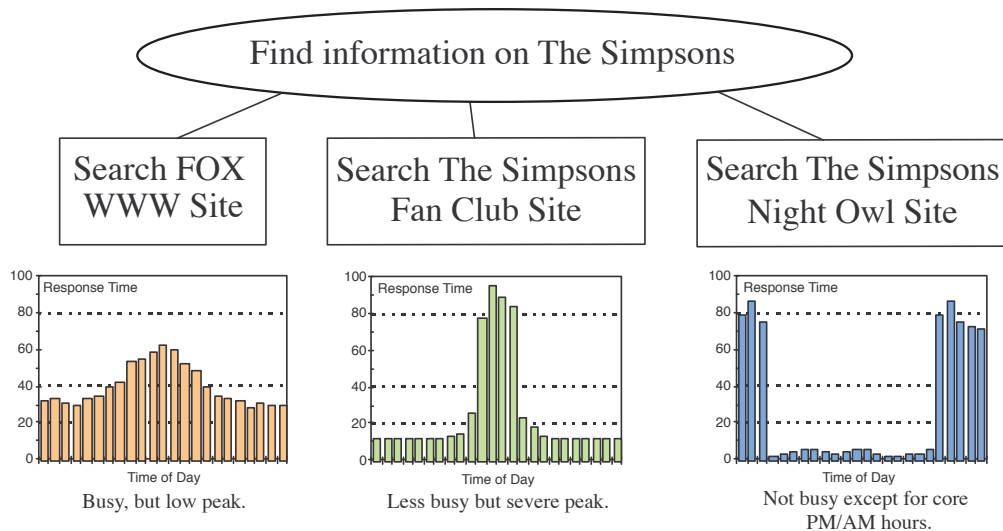 Find information on The Simpsons
Search FOX
WWW Site
Search The Simpsons
Fan Club Site
Search The Simpsons
Night Owl Site
100
80
60
40
20
0
Response Time
Time of Day
Busy, but low peak.
100
80
60
40
20
0
Response Time
Time of Day
Less busy but severe peak.
100
80
60
40
20
0
Response Time
Time of Day
Not busy except for core
PM/AM hours.